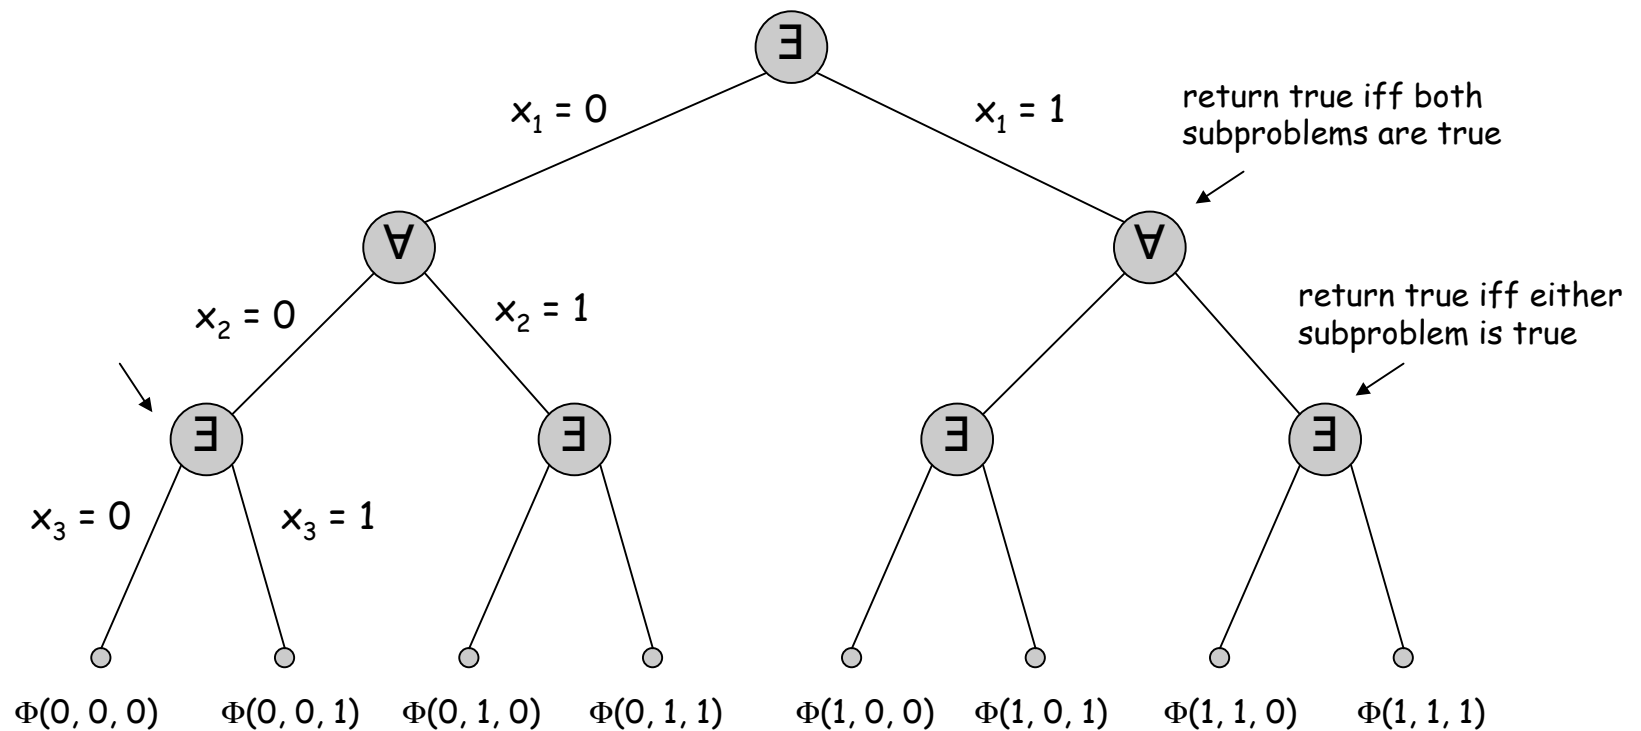 ∃
x₁ = 0
x₁ = 1
return true iff both
subproblems are true
∀
∀
x₂ = 0
x₂ = 1
return true iff either
subproblem is true
∃
∃
∃
∃
x₃ = 0
x₃ = 1
Φ(0, 0, 0)
Φ(0, 0, 1)
Φ(0, 1, 0)
Φ(0, 1, 1)
Φ(1, 0, 0)
Φ(1, 0, 1)
Φ(1, 1, 0)
Φ(1, 1, 1)